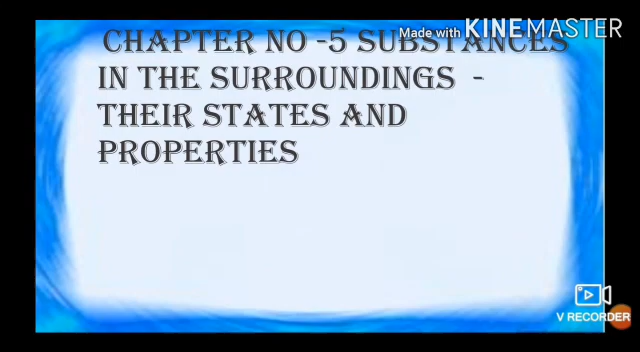 Made with KINEMASTER
CHAPTER NO -5 SUBSTANCES
IN THE SURROUNDINGS -
THEIR STATES AND
PROPERTIES
V RECORDER